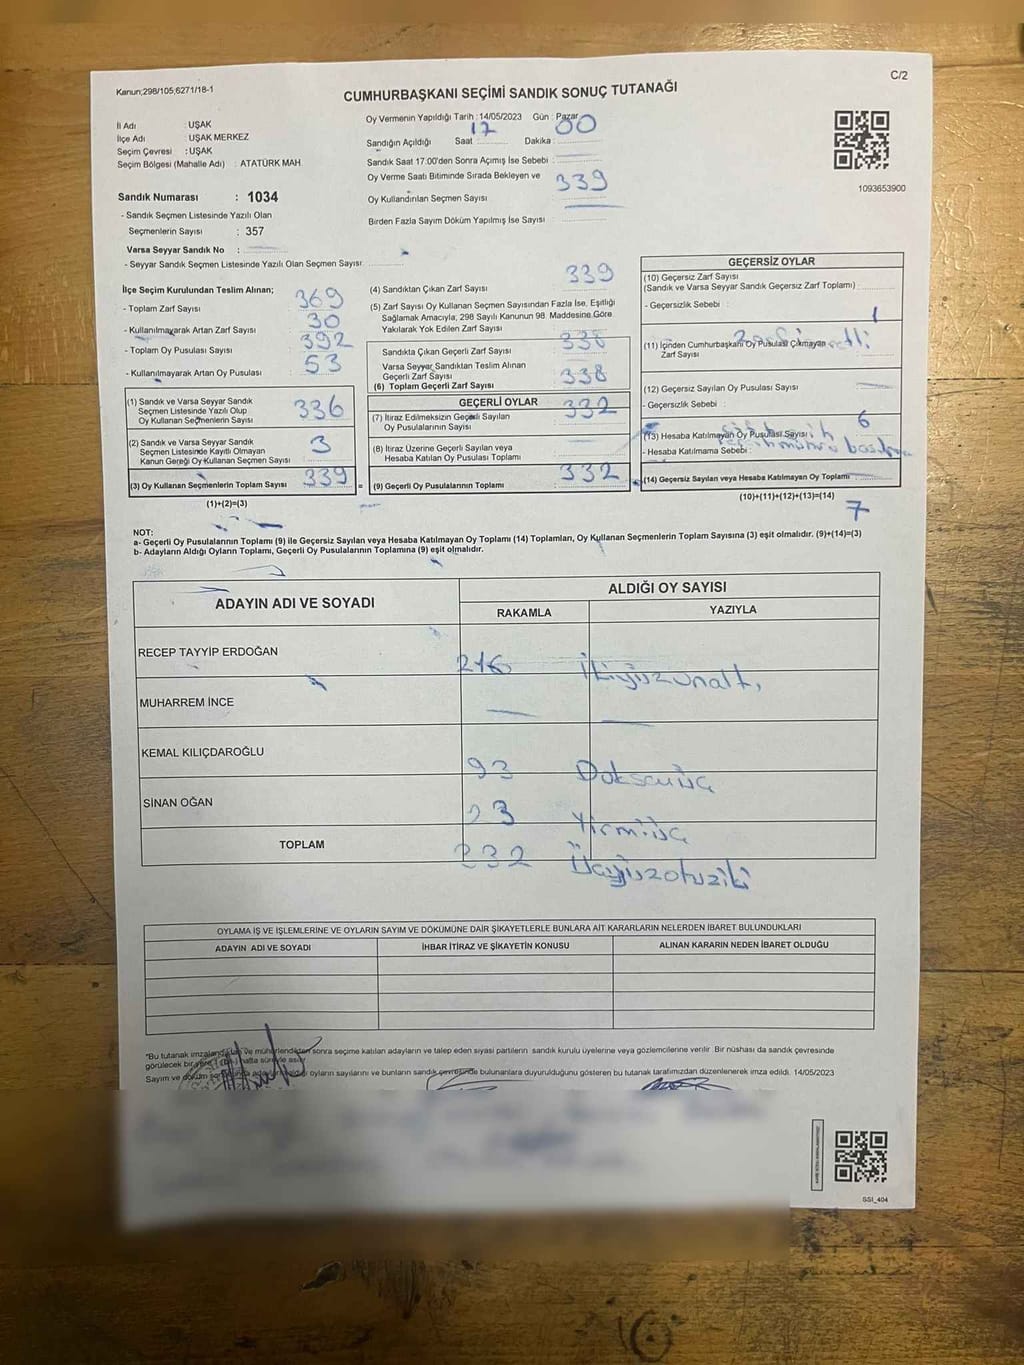 Kanun;298/105;6271/18-1
C/2
CUMHURBAŞKANI SEÇİMİ SANDIK SONUÇ TUTANAĞI
İl Adı : UŞAK
İlçe Adı : UŞAK MERKEZ
Seçim Çevresi : UŞAK
Seçim Bölgesi (Mahalle Adı) : ATATÜRK MAH.
Sandık Numarası : 1034
- Sandık Seçmen Listesinde Yazılı Olan
Seçmenlerin Sayısı : 357
Varsa Seyyar Sandık No :
- Seyyar Sandık Seçmen Listesinde Yazılı Olan Seçmen Sayısı:
Oy Vermenin Yapıldığı Tarih : 14/05/2023 Gün : Pazar
Sandığın Açıldığı Saat : 17 Dakika : 00
Sandık Saat 17.00'den Sonra Açımış İse Sebebi :
Oy Verme Saati Bitiminde Sırada Bekleyen ve
Oy Kullandırılan Seçmen Sayısı 339
Birden Fazla Sayım Döküm Yapılmış İse Sayısı :
1093653900
İlçe Seçim Kurulundan Teslim Alınan;
- Toplam Zarf Sayısı 369
- Kullanılmayarak Artan Zarf Sayısı 30
- Toplam Oy Pusulası Sayısı 392
- Kullanılmayarak Artan Oy Pusulası 53
(1) Sandık ve Varsa Seyyar Sandık
Seçmen Listesinde Yazılı Olup
Oy Kullanan Seçmenlerin Sayısı 336
(2) Sandık ve Varsa Seyyar Sandık
Seçmen Listesinde Kayıtlı Olmayan
Kanun Gereği Oy Kullanan Seçmen Sayısı 3
(3) Oy Kullanan Seçmenlerin Toplam Sayısı 339
(1)+(2)=(3)
(4) Sandıktan Çıkan Zarf Sayısı 339
(5) Zarf Sayısı Oy Kullanan Seçmen Sayısından Fazla İse, Eşitliği
Sağlamak Amacıyla; 298 Sayılı Kanunun 98. Maddesine Göre
Yakılarak Yok Edilen Zarf Sayısı
Sandıkta Çıkan Geçerli Zarf Sayısı 338
Varsa Seyyar Sandıktan Teslim Alınan
Geçerli Zarf Sayısı
(6) Toplam Geçerli Zarf Sayısı 338
GEÇERLİ OYLAR
(7) İtiraz Edilmeksizin Geçerli Sayılan
Oy Pusulalarının Sayısı 332
(8) İtiraz Üzerine Geçerli Sayılan veya
Hesaba Katılan Oy Pusulası Toplamı
= (9) Geçerli Oy Pusulalarının Toplamı 332
GEÇERSİZ OYLAR
(10) Geçersiz Zarf Sayısı
(Sandık ve Varsa Seyyar Sandık Geçersiz Zarf Toplamı)
- Geçersizlik Sebebi : 1
(11) İçinden Cumhurbaşkanı Oy Pusulası Çıkmayan
Zarf Sayısı
(12) Geçersiz Sayılan Oy Pusulası Sayısı
- Geçersizlik Sebebi :
(13) Hesaba Katılmayan Oy Pusulası Sayısı 6
- Hesaba Katılmama Sebebi :
(14) Geçersiz Sayılan veya Hesaba Katılmayan Oy Toplamı
(10)+(11)+(12)+(13)=(14)
7
NOT:
a- Geçerli Oy Pusulalarının Toplamı (9) ile Geçersiz Sayılan veya Hesaba Katılmayan Oy Toplamı (14) Toplamları, Oy Kullanan Seçmenlerin Toplam Sayısına (3) eşit olmalıdır. (9)+(14)=(3)
b- Adayların Aldığı Oyların Toplamı, Geçerli Oy Pusulalarının Toplamına (9) eşit olmalıdır.
ADAYIN ADI VE SOYADI
ALDIĞI OY SAYISI
RAKAMLA YAZIYLA
RECEP TAYYİP ERDOĞAN 216 İkiyüzonaltı
MUHARREM İNCE
KEMAL KILIÇDAROĞLU 93 Doksanüç
SİNAN OĞAN 23 Yirmiüç
TOPLAM 332 Üçyüzotuziki
OYLAMA İŞ VE İŞLEMLERİNE VE OYLARIN SAYIM VE DÖKÜMÜNE DAİR ŞİKAYETLERLE BUNLARA AİT KARARLARIN NELERDEN İBARET BULUNDUKLARI
ADAYIN ADI VE SOYADI İHBAR İTİRAZ VE ŞİKAYETİN KONUSU ALINAN KARARIN NEDEN İBARET OLDUĞU
"Bu tutanak imzalandıktan ve mühürlendikten sonra seçime katılan adayların ve talep eden siyasi partilerin sandık kurulu üyelerine veya gözlemcilerine verilir. Bir nüshası da sandık çevresinde
görülecek bir yere 1 hafta süreyle asılır.
Sayım ve döküm oyların sayılarını ve bunların sandık çevresinde bulunanlara duyurulduğunu gösteren bu tutanak tarafımızdan düzenlenerek imza edildi. 14/05/2023
SSI_404